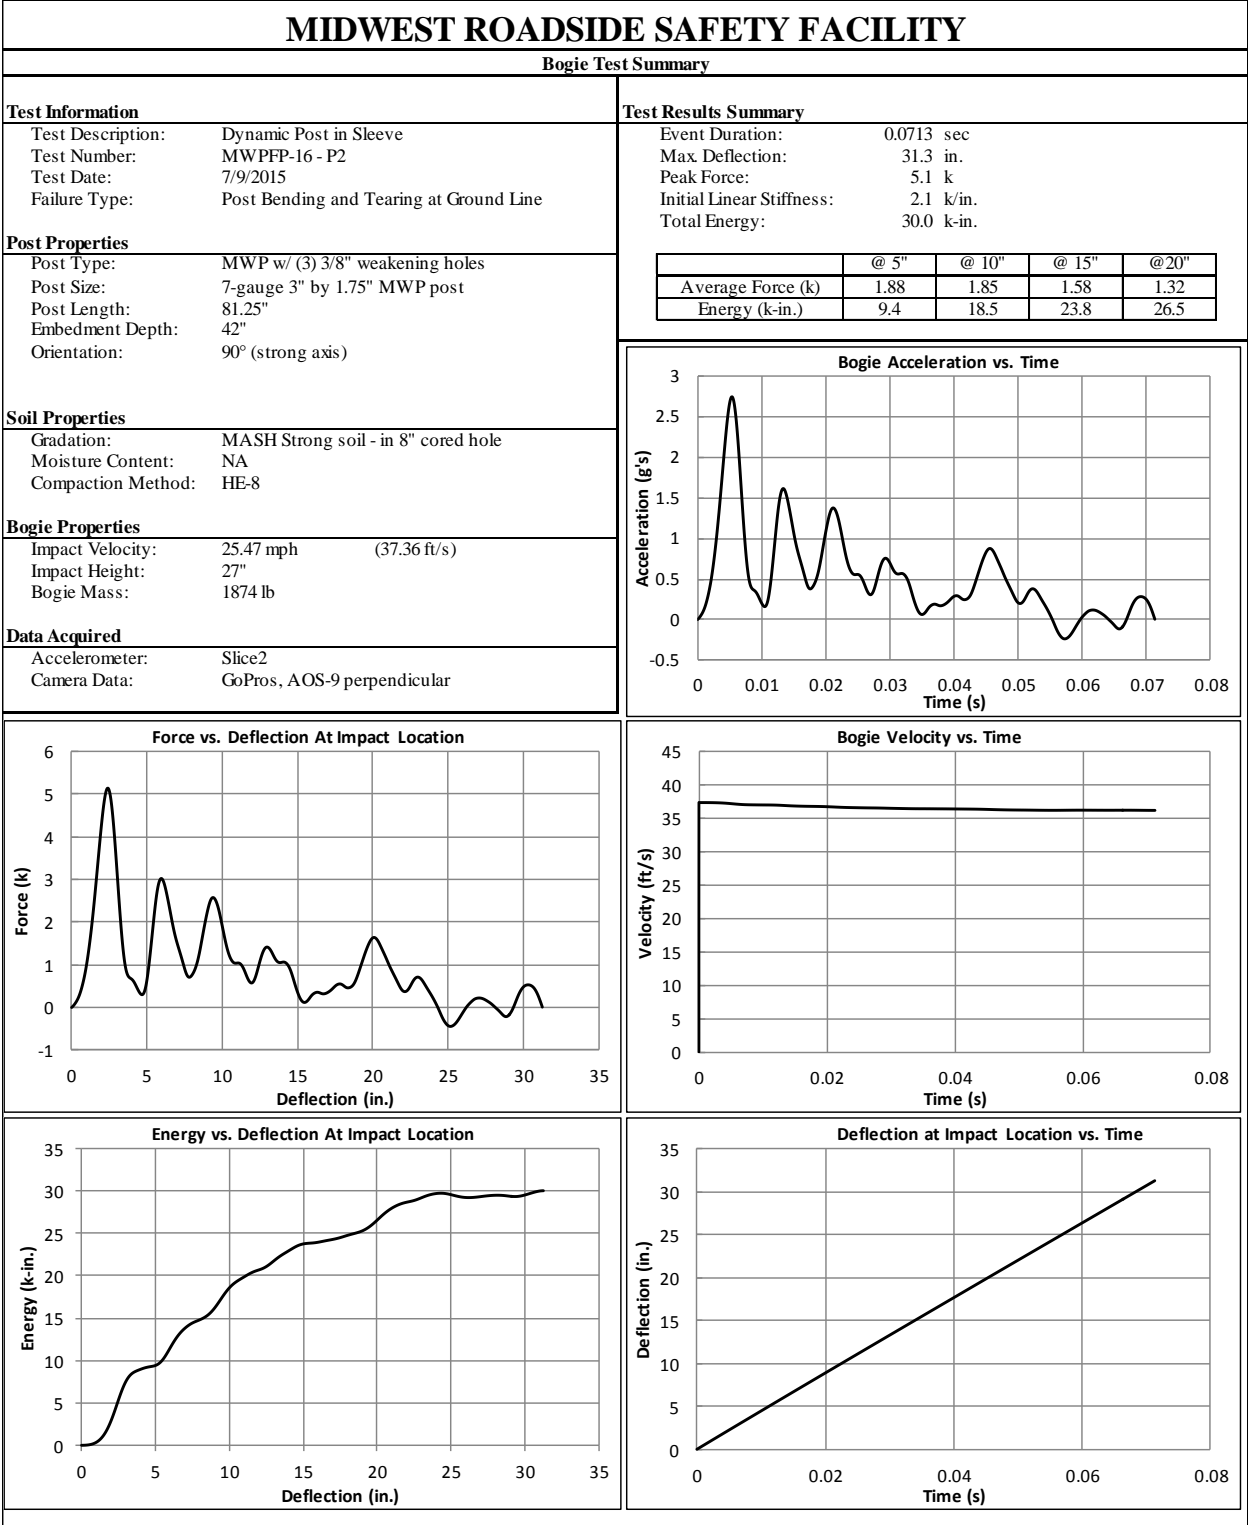 MIDWEST ROADSIDE SAFETY FACILITY
Bogie Test Summary
Test Information
Test Description: Dynamic Post in Sleeve
Test Number: MWPFP-16 - P2
Test Date: 7/9/2015
Failure Type: Post Bending and Tearing at Ground Line
Post Properties
Post Type: MWP w/ (3) 3/8" weakening holes
Post Size: 7-gauge 3" by 1.75" MWP post
Post Length: 81.25"
Embedment Depth: 42"
Orientation: 90° (strong axis)
Soil Properties
Gradation: MASH Strong soil - in 8" cored hole
Moisture Content: NA
Compaction Method: HE-8
Bogie Properties
Impact Velocity: 25.47 mph (37.36 ft/s)
Impact Height: 27"
Bogie Mass: 1874 lb
Data Acquired
Accelerometer: Slice2
Camera Data: GoPros, AOS-9 perpendicular
Test Results Summary
Event Duration: 0.0713 sec
Max. Deflection: 31.3 in.
Peak Force: 5.1 k
Initial Linear Stiffness: 2.1 k/in.
Total Energy: 30.0 k-in.
@ 5" @ 10" @ 15" @20"
Average Force (k) 1.88 1.85 1.58 1.32
Energy (k-in.) 9.4 18.5 23.8 26.5
Bogie Acceleration vs. Time
3
2.5
2
1.5
1
0.5
0
-0.5
Acceleration (g's)
0 0.01 0.02 0.03 0.04 0.05 0.06 0.07 0.08
Time (s)
Force vs. Deflection At Impact Location
6
5
4
3
2
1
0
-1
Force (k)
0 5 10 15 20 25 30 35
Deflection (in.)
Bogie Velocity vs. Time
45
40
35
30
25
20
15
10
5
0
Velocity (ft/s)
0 0.02 0.04 0.06 0.08
Time (s)
Energy vs. Deflection At Impact Location
35
30
25
20
15
10
5
0
Energy (k-in.)
0 5 10 15 20 25 30 35
Deflection (in.)
Deflection at Impact Location vs. Time
35
30
25
20
15
10
5
0
Deflection (in.)
0 0.02 0.04 0.06 0.08
Time (s)